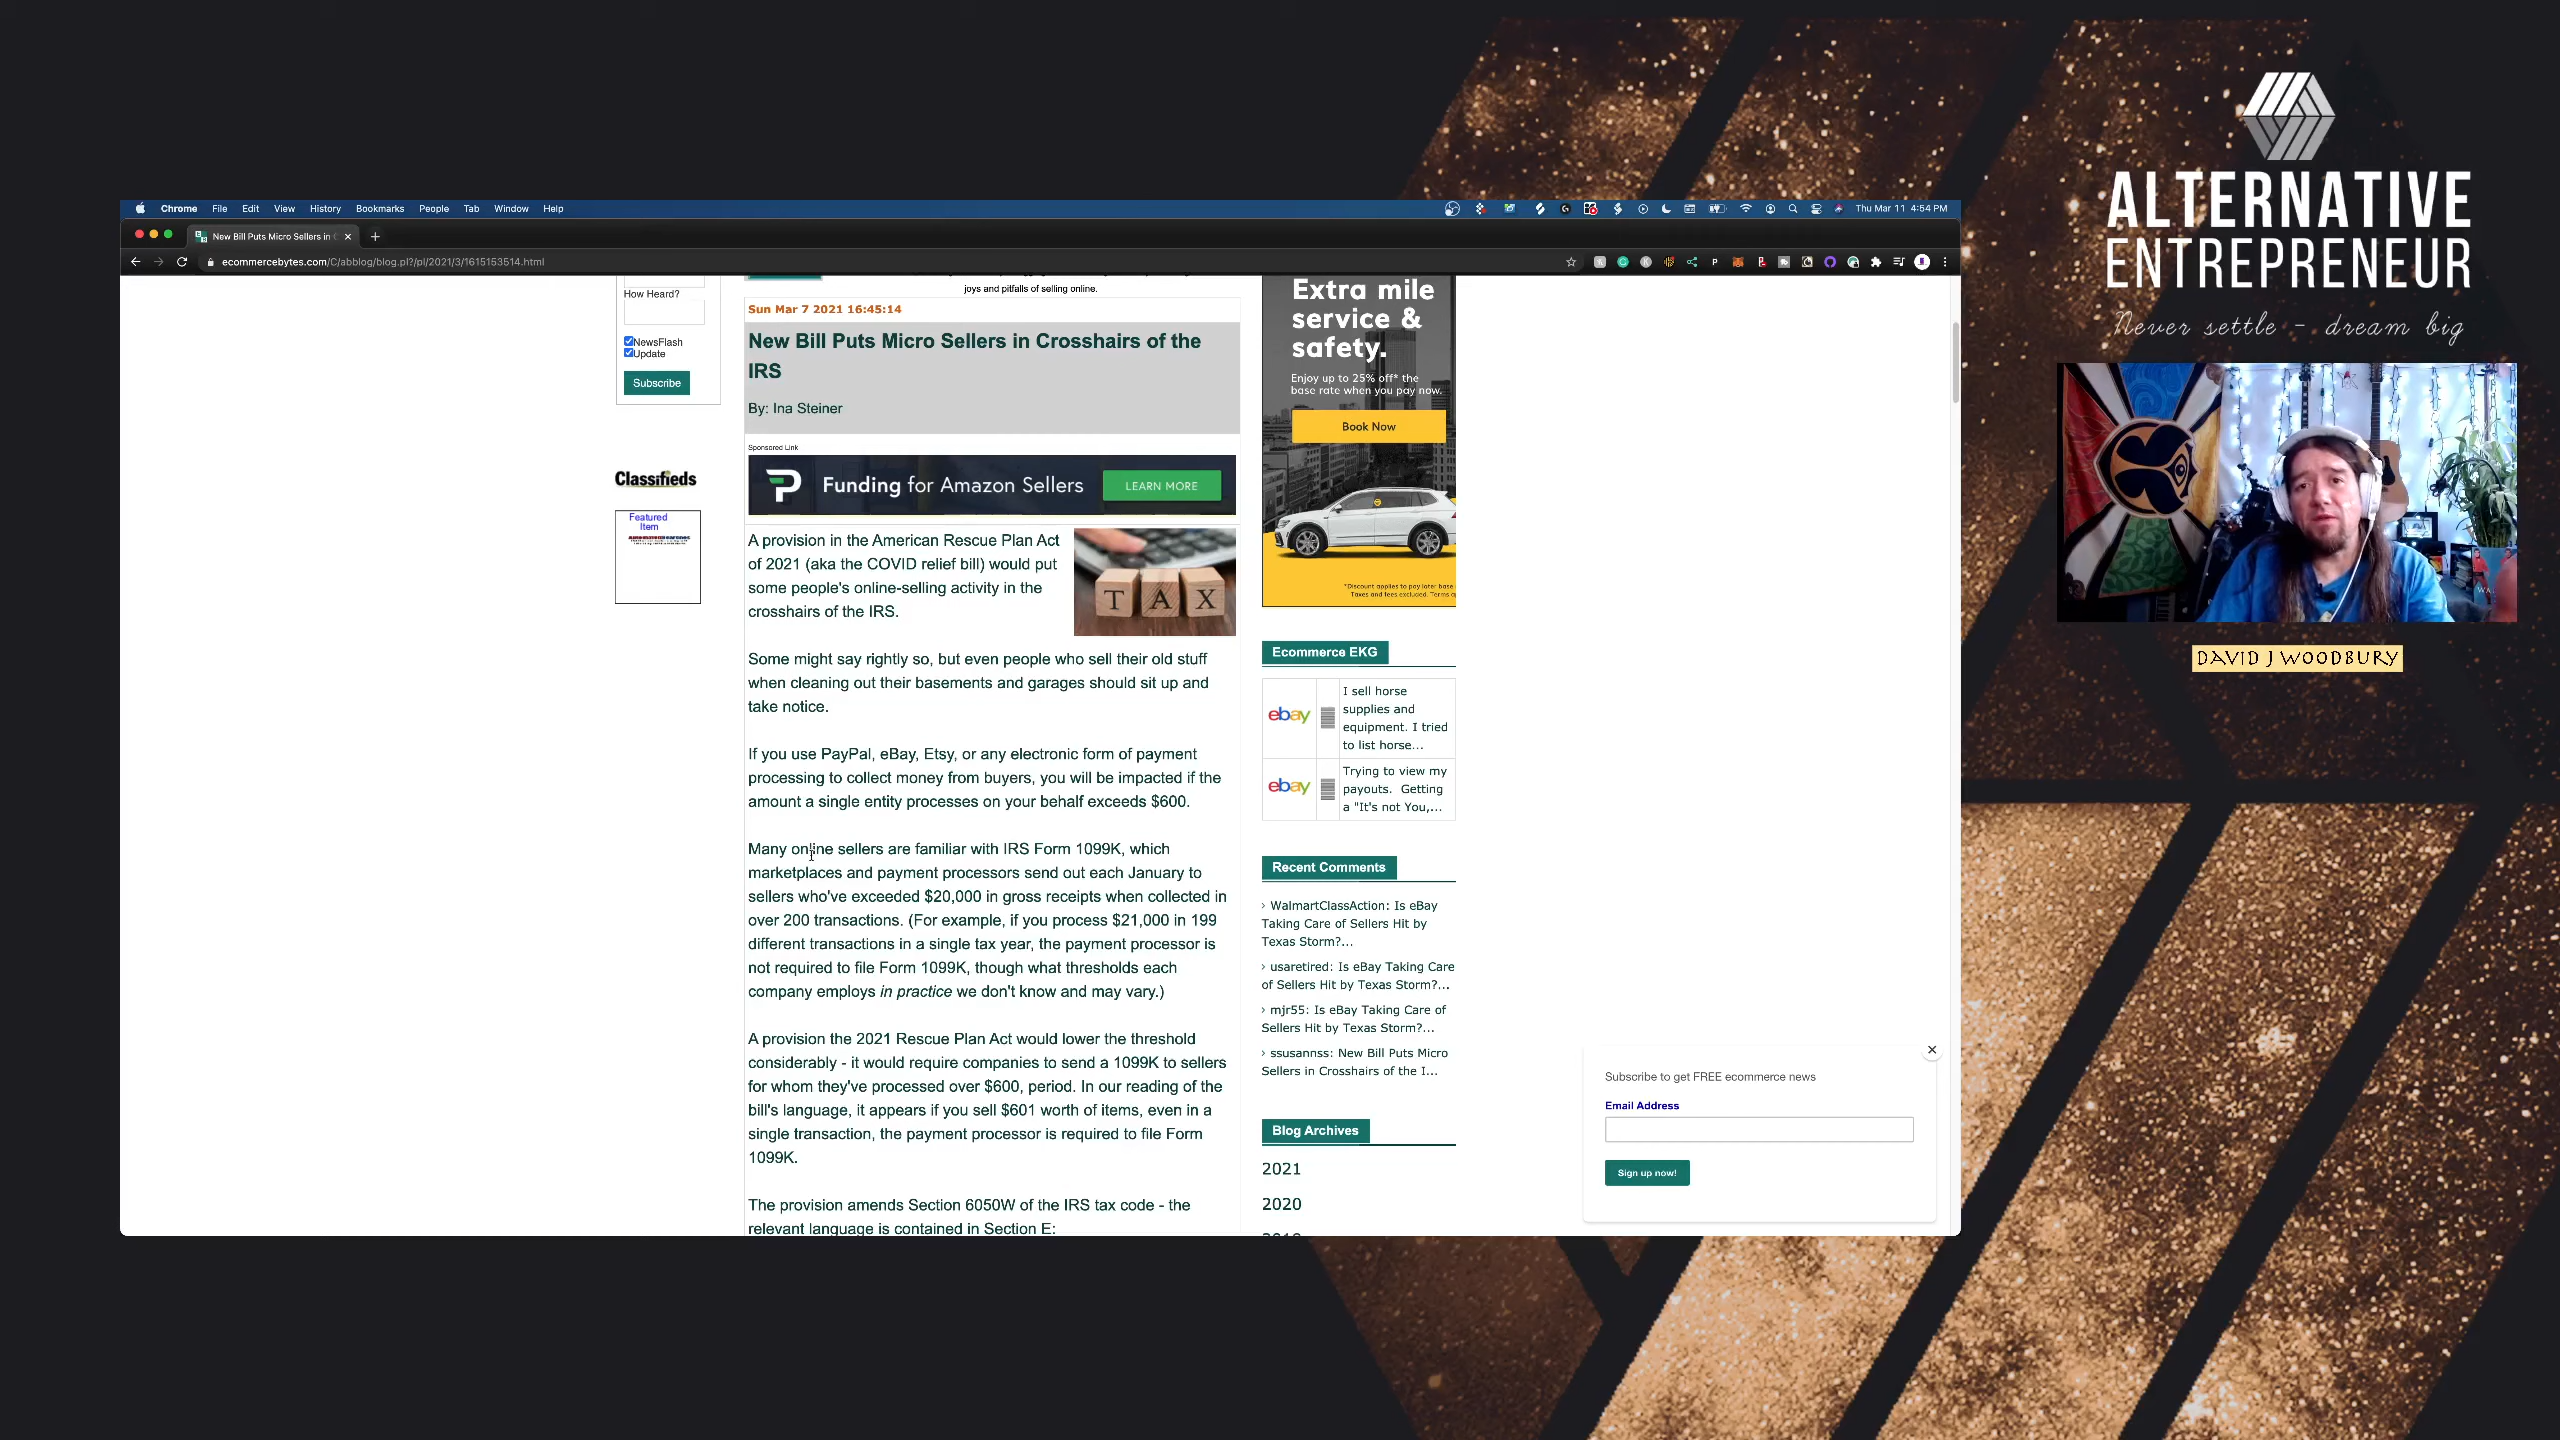 Chrome File Edit View History Bookmarks People Tab Window Help
Thu Mar 11 4:54 PM
New Bill Puts Micro Sellers in
ecommercebytes.com/C/abblog/blog.pl?/pl/2021/3/1615153514.html
How Heard?
NewsFlash
Update
Subscribe
Classifieds
Featured
Item
joys and pitfalls of selling online.
Sun Mar 7 2021 16:45:14
New Bill Puts Micro Sellers in Crosshairs of the
IRS
By: Ina Steiner
Sponsored Link
Funding for Amazon Sellers
LEARN MORE
A provision in the American Rescue Plan Act
of 2021 (aka the COVID relief bill) would put
some people's online-selling activity in the
crosshairs of the IRS.
TAX
Some might say rightly so, but even people who sell their old stuff
when cleaning out their basements and garages should sit up and
take notice.
If you use PayPal, eBay, Etsy, or any electronic form of payment
processing to collect money from buyers, you will be impacted if the
amount a single entity processes on your behalf exceeds $600.
Many online sellers are familiar with IRS Form 1099K, which
marketplaces and payment processors send out each January to
sellers who've exceeded $20,000 in gross receipts when collected in
over 200 transactions. (For example, if you process $21,000 in 199
different transactions in a single tax year, the payment processor is
not required to file Form 1099K, though what thresholds each
company employs in practice we don't know and may vary.)
A provision the 2021 Rescue Plan Act would lower the threshold
considerably - it would require companies to send a 1099K to sellers
for whom they've processed over $600, period. In our reading of the
bill's language, it appears if you sell $601 worth of items, even in a
single transaction, the payment processor is required to file Form
1099K.
The provision amends Section 6050W of the IRS tax code - the
relevant language is contained in Section E:
Extra mile
service &
safety.
Enjoy up to 25% off* the
base rate when you pay now.
Book Now
*Discount applies to pay later base
Taxes and fees excluded. Terms
Ecommerce EKG
ebay
I sell horse
supplies and
equipment. I tried
to list horse...
ebay
Trying to view my
payouts. Getting
a "It's not You,...
Recent Comments
› WalmartClassAction: Is eBay
Taking Care of Sellers Hit by
Texas Storm?...
› usaretired: Is eBay Taking Care
of Sellers Hit by Texas Storm?...
› mjr55: Is eBay Taking Care of
Sellers Hit by Texas Storm?...
› ssusannss: New Bill Puts Micro
Sellers in Crosshairs of the I...
Blog Archives
2021
2020
Subscribe to get FREE ecommerce news
Email Address
Sign up now!
ALTERNATIVE
ENTREPRENEUR
Never settle - dream big
DAVID J WOODBURY